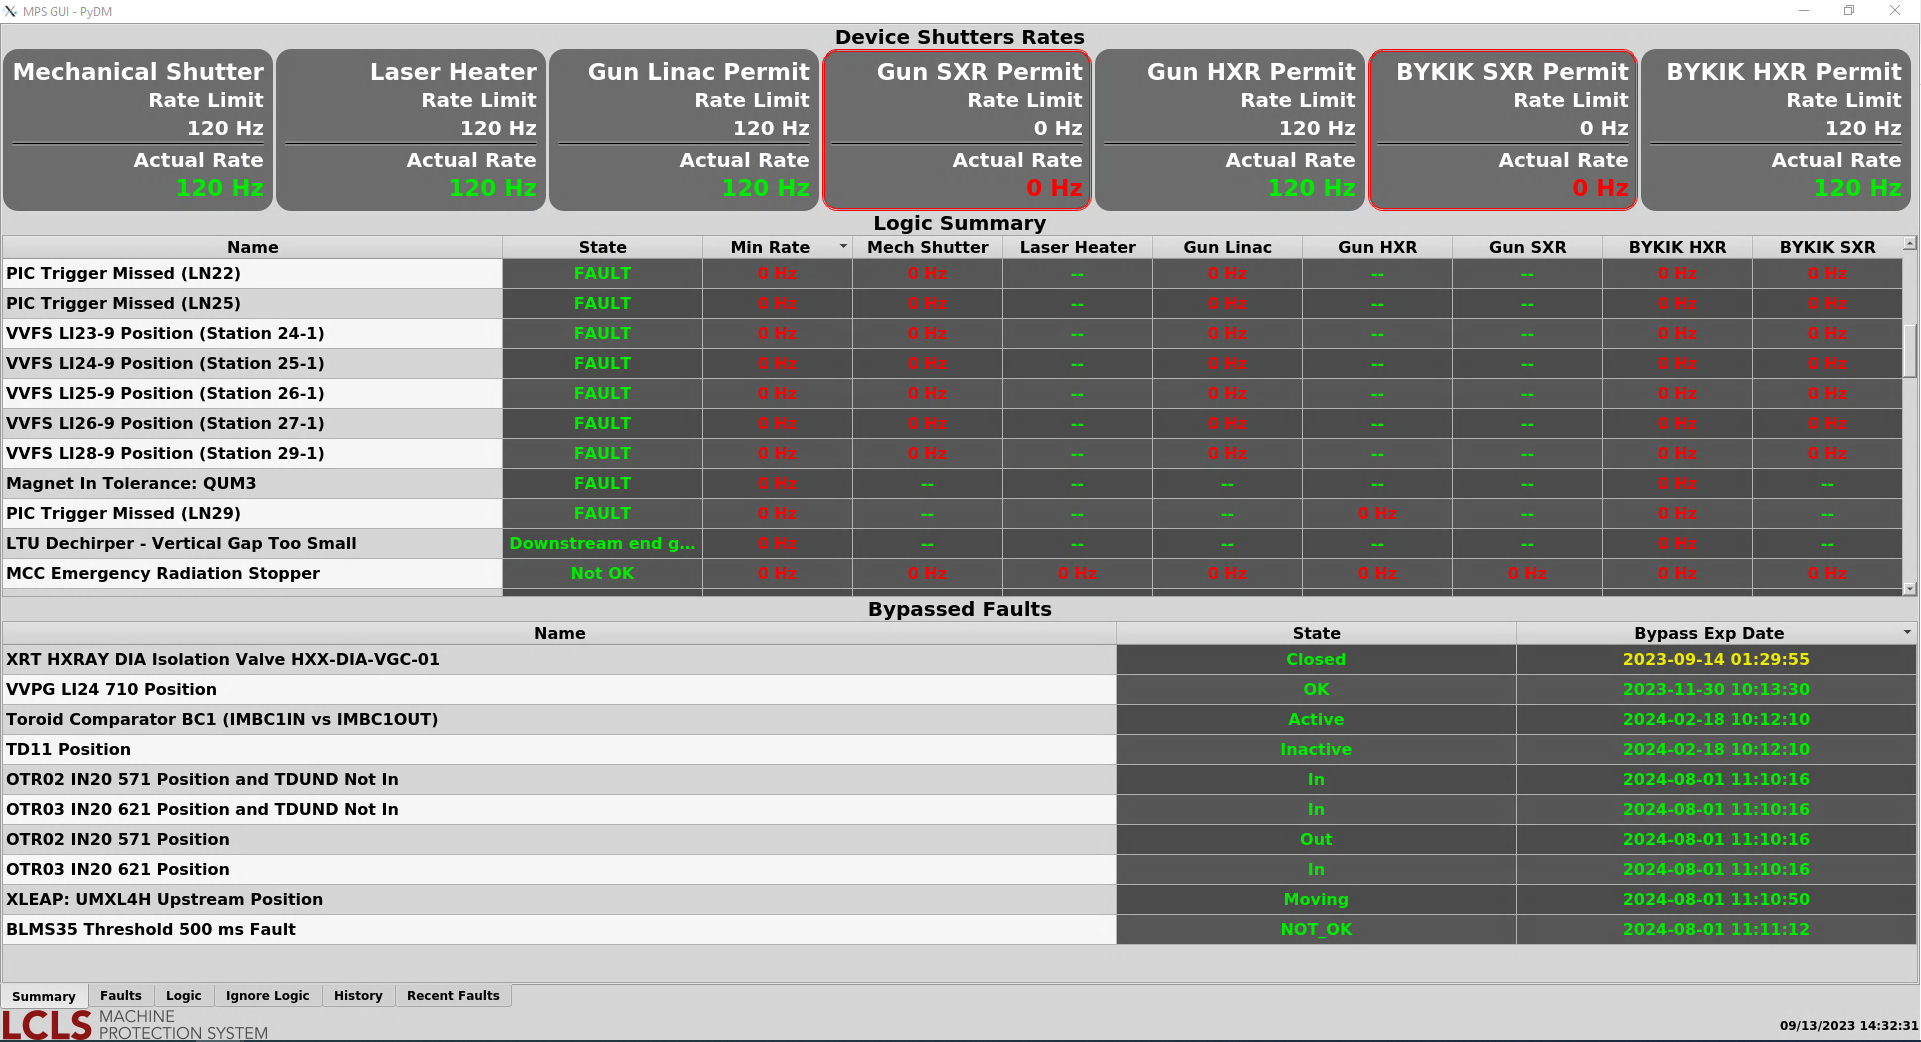 MPS GUI - PyDM
Device Shutters Rates
Mechanical Shutter
Rate Limit
120 Hz
Actual Rate
120 Hz
Laser Heater
Rate Limit
120 Hz
Actual Rate
120 Hz
Gun Linac Permit
Rate Limit
120 Hz
Actual Rate
120 Hz
Gun SXR Permit
Rate Limit
0 Hz
Actual Rate
0 Hz
Gun HXR Permit
Rate Limit
120 Hz
Actual Rate
120 Hz
BYKIK SXR Permit
Rate Limit
0 Hz
Actual Rate
0 Hz
BYKIK HXR Permit
Rate Limit
120 Hz
Actual Rate
120 Hz
Logic Summary
Name State Min Rate Mech Shutter Laser Heater Gun Linac Gun HXR Gun SXR BYKIK HXR BYKIK SXR
PIC Trigger Missed (LN22) FAULT 0 Hz 0 Hz -- 0 Hz -- -- 0 Hz 0 Hz
PIC Trigger Missed (LN25) FAULT 0 Hz 0 Hz -- 0 Hz -- -- 0 Hz 0 Hz
VVFS LI23-9 Position (Station 24-1) FAULT 0 Hz 0 Hz -- 0 Hz -- -- 0 Hz 0 Hz
VVFS LI24-9 Position (Station 25-1) FAULT 0 Hz 0 Hz -- 0 Hz -- -- 0 Hz 0 Hz
VVFS LI25-9 Position (Station 26-1) FAULT 0 Hz 0 Hz -- 0 Hz -- -- 0 Hz 0 Hz
VVFS LI26-9 Position (Station 27-1) FAULT 0 Hz 0 Hz -- 0 Hz -- -- 0 Hz 0 Hz
VVFS LI28-9 Position (Station 29-1) FAULT 0 Hz 0 Hz -- 0 Hz -- -- 0 Hz 0 Hz
Magnet In Tolerance: QUM3 FAULT 0 Hz -- -- -- -- -- 0 Hz --
PIC Trigger Missed (LN29) FAULT 0 Hz -- -- -- 0 Hz -- 0 Hz --
LTU Dechirper - Vertical Gap Too Small Downstream end g... 0 Hz -- -- -- -- -- 0 Hz --
MCC Emergency Radiation Stopper Not OK 0 Hz 0 Hz 0 Hz 0 Hz 0 Hz 0 Hz 0 Hz 0 Hz
Bypassed Faults
Name State Bypass Exp Date
XRT HXRAY DIA Isolation Valve HXX-DIA-VGC-01 Closed 2023-09-14 01:29:55
VVPG LI24 710 Position OK 2023-11-30 10:13:30
Toroid Comparator BC1 (IMBC1IN vs IMBC1OUT) Active 2024-02-18 10:12:10
TD11 Position Inactive 2024-02-18 10:12:10
OTR02 IN20 571 Position and TDUND Not In In 2024-08-01 11:10:16
OTR03 IN20 621 Position and TDUND Not In In 2024-08-01 11:10:16
OTR02 IN20 571 Position Out 2024-08-01 11:10:16
OTR03 IN20 621 Position In 2024-08-01 11:10:16
XLEAP: UMXL4H Upstream Position Moving 2024-08-01 11:10:50
BLMS35 Threshold 500 ms Fault NOT_OK 2024-08-01 11:11:12
Summary Faults Logic Ignore Logic History Recent Faults
LCLS MACHINE
PROTECTION SYSTEM
09/13/2023 14:32:31